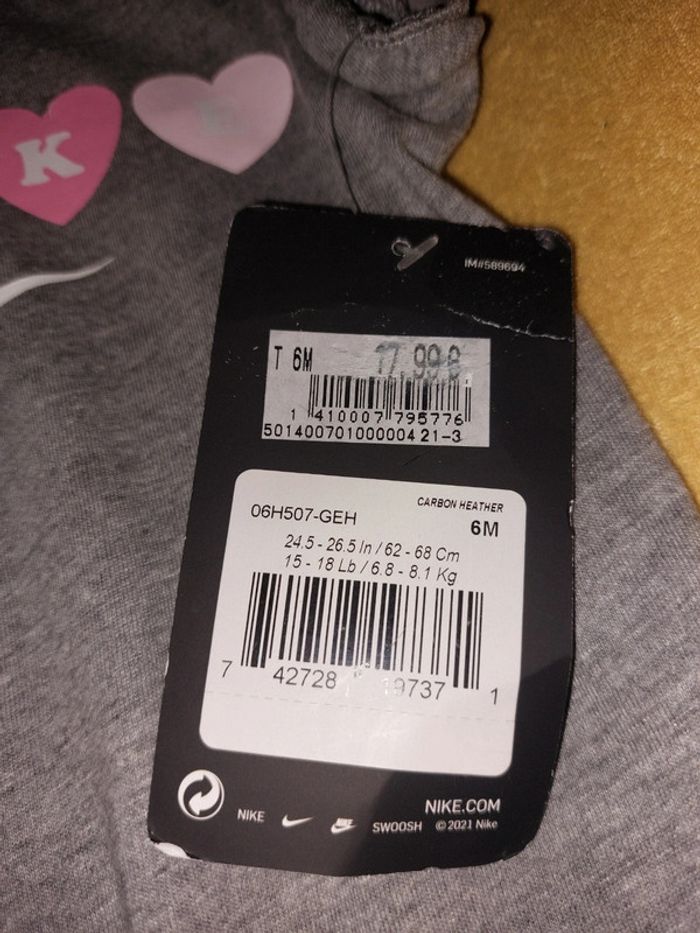 K
E
IM#589694
T 6M 17,99 €
1 410007 795776
501400701000004 21-3
06H507-GEH
CARBON HEATHER
6M
24.5 - 26.5 In / 62 - 68 Cm
15 - 18 Lb / 6.8 - 8.1 Kg
7 42728 19737 1
NIKE.COM
NIKE SWOOSH © 2021 Nike